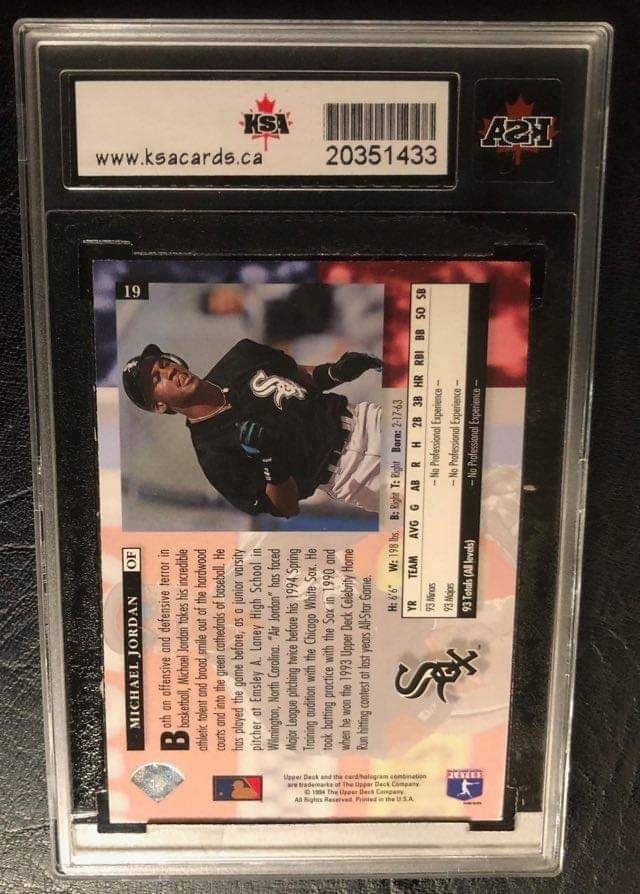 KSA
www.ksacards.ca
20351433
KSA
19
MICHAEL JORDAN OF
Both an offensive and defensive terror in
basketball, Michael Jordan takes his incredible
athletic talent and broad smile out of the hardwood
courts and into the green cathedrals of baseball. He
has played the game before, as a junior varsity
pitcher at Emsley A. Laney High School in
Wilmington, North Carolina. "Air Jordan" has faced
Major League pitching twice before his 1994 Spring
Training audition with the Chicago White Sox. He
took batting practice with the Sox in 1990 and
when he won the 1993 Upper Deck Celebrity Home
Run hitting contest at last years All-Star Game.
H: 6'6" W: 198 lbs. B: Right T: Right Born: 2-17-63
YR TEAM AVG G AB R H 2B 3B HR RBI BB SO SB
93 Minors – No Professional Experience –
93 Majors – No Professional Experience –
93 Totals (All levels) – No Professional Experience –
Sox
Upper Deck and the card/hologram combination
are trademarks of The Upper Deck Company.
© 1994 The Upper Deck Company.
All Rights Reserved. Printed in the U.S.A.
PLAYERS